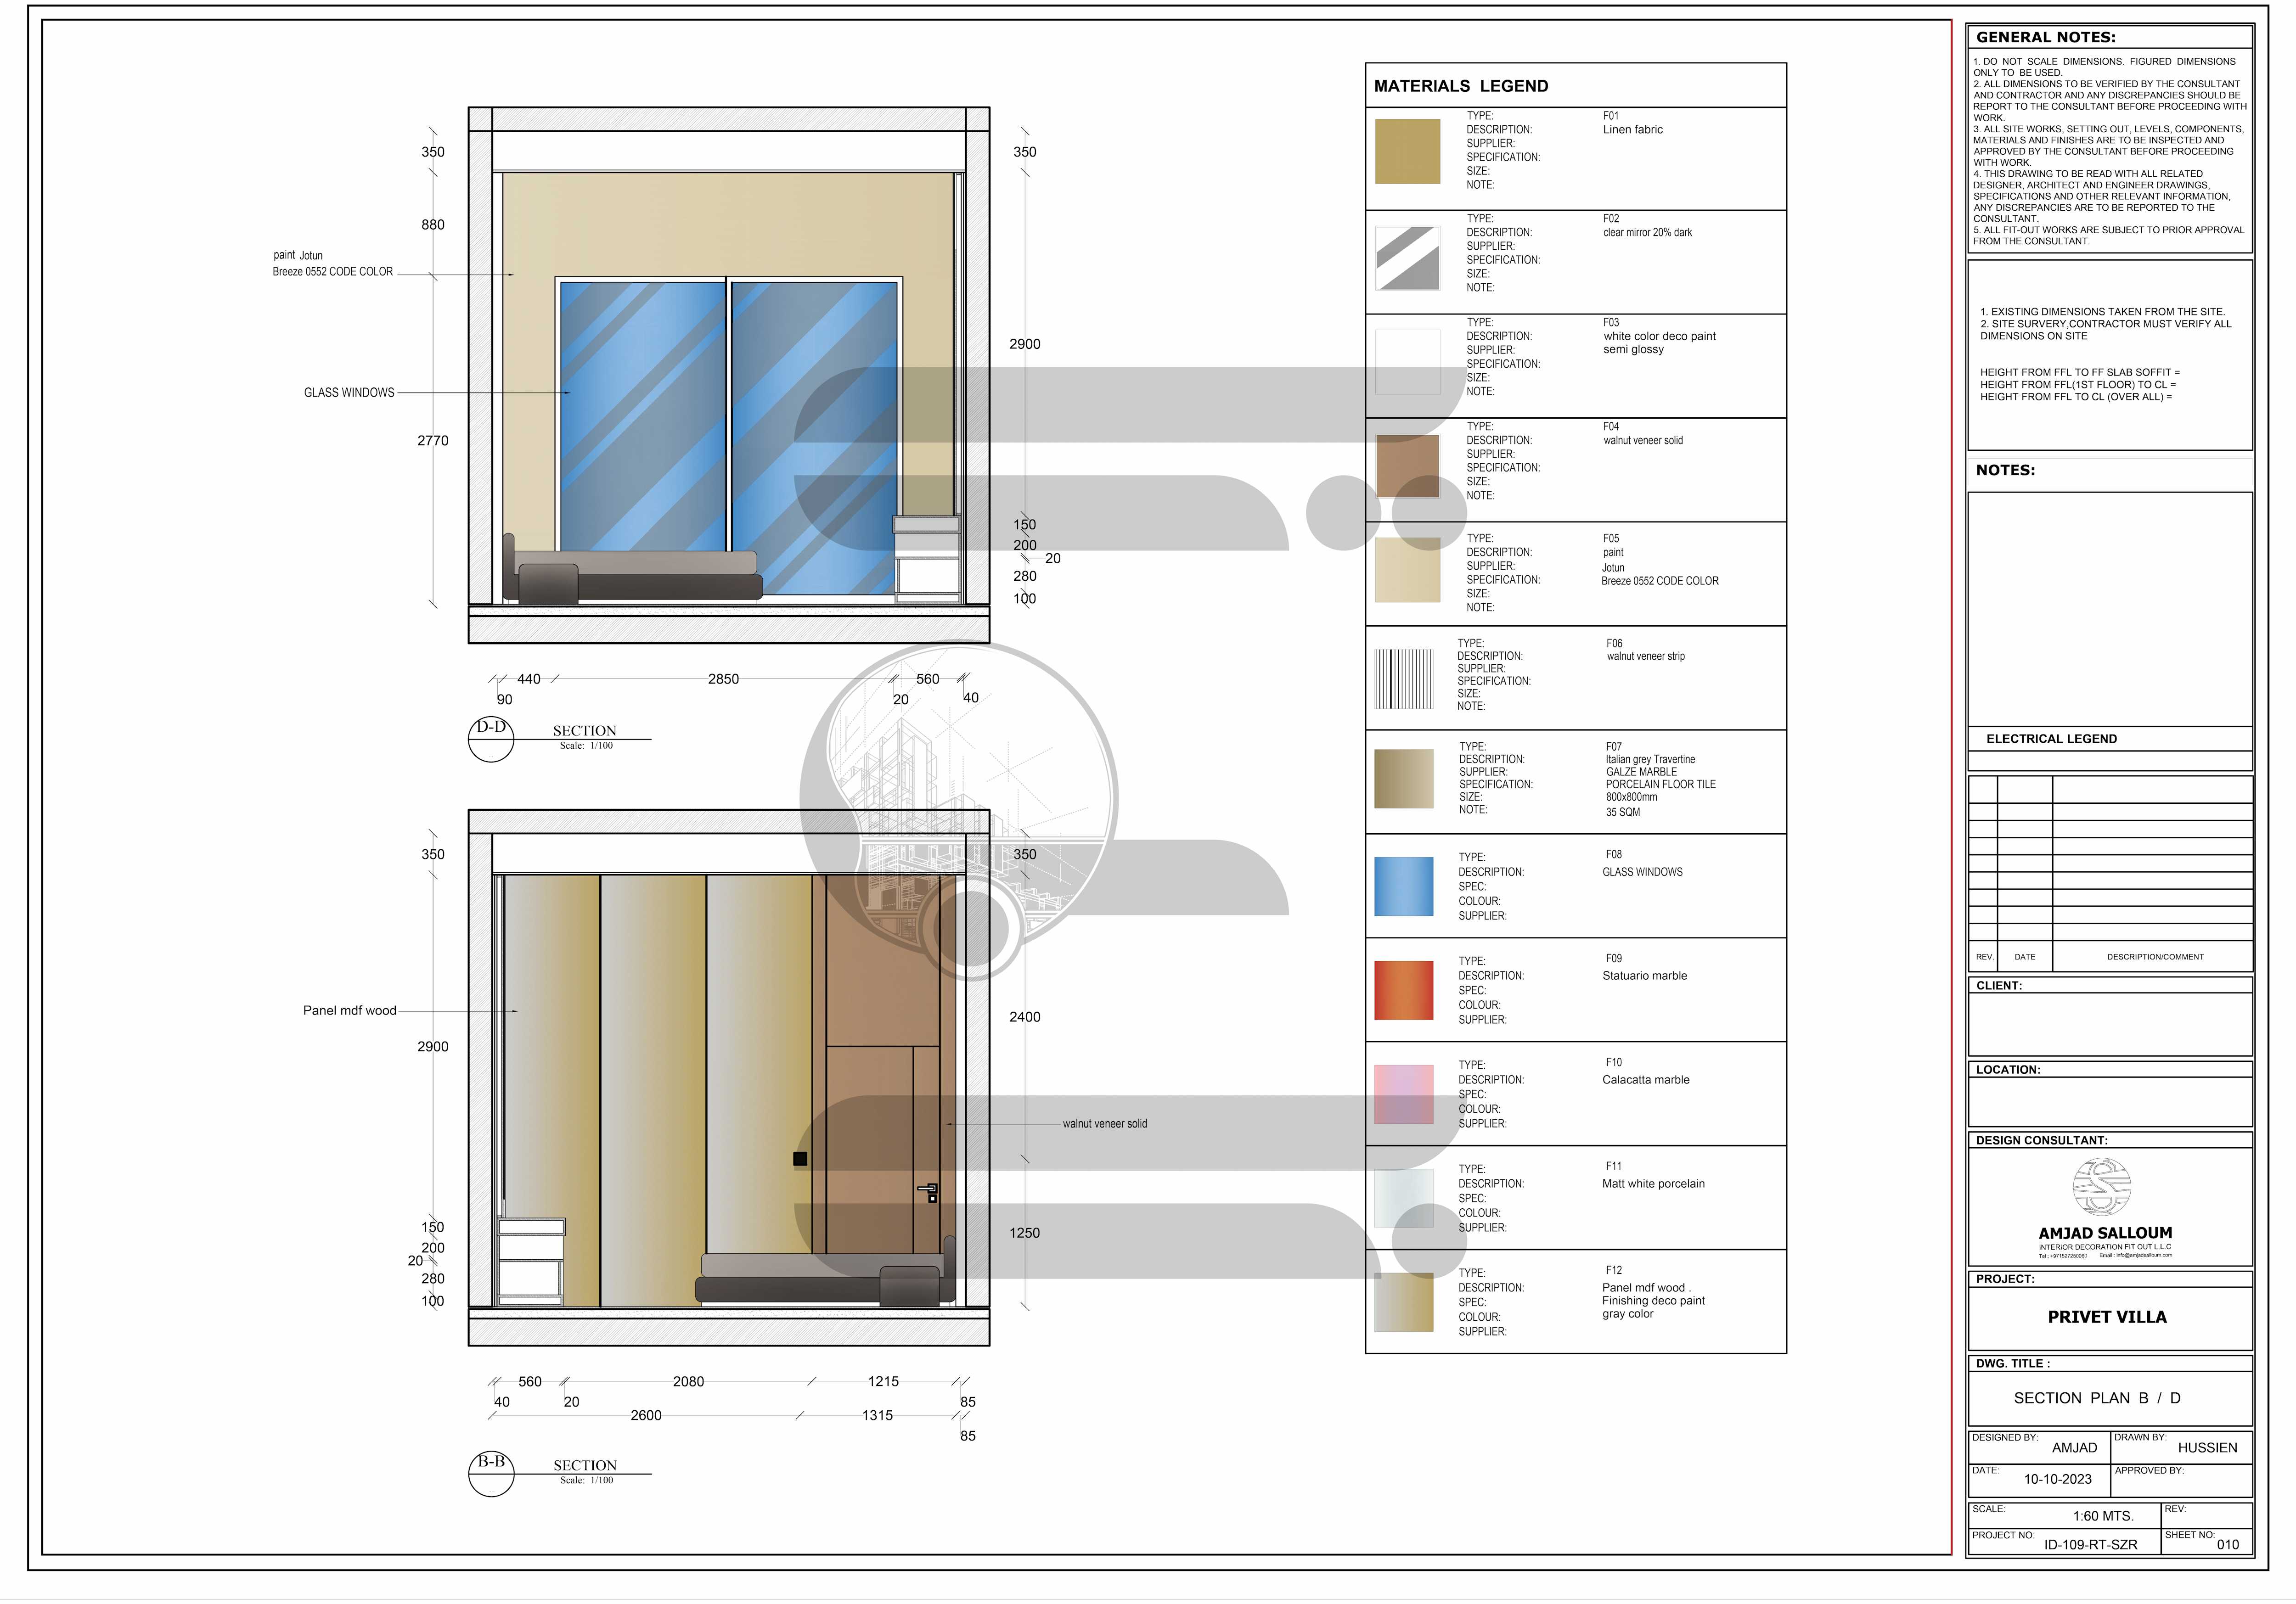 350
880
paint Jotun
Breeze 0552 CODE COLOR
GLASS WINDOWS
2770
350
2900
150
200
20
280
100
440
2850
560
90
20
40
D-D
SECTION
Scale: 1/100
350
Panel mdf wood
2900
150
200
20
280
100
350
2400
walnut veneer solid
1250
560
2080
1215
40
20
85
2600
1315
85
B-B
SECTION
Scale: 1/100
MATERIALS LEGEND
TYPE: F01
DESCRIPTION: Linen fabric
SUPPLIER:
SPECIFICATION:
SIZE:
NOTE:
TYPE: F02
DESCRIPTION: clear mirror 20% dark
SUPPLIER:
SPECIFICATION:
SIZE:
NOTE:
TYPE: F03
DESCRIPTION: white color deco paint
SUPPLIER: semi glossy
SPECIFICATION:
SIZE:
NOTE:
TYPE: F04
DESCRIPTION: walnut veneer solid
SUPPLIER:
SPECIFICATION:
SIZE:
NOTE:
TYPE: F05
DESCRIPTION: paint
SUPPLIER: Jotun
SPECIFICATION: Breeze 0552 CODE COLOR
SIZE:
NOTE:
TYPE: F06
DESCRIPTION: walnut veneer strip
SUPPLIER:
SPECIFICATION:
SIZE:
NOTE:
TYPE: F07
DESCRIPTION: Italian grey Travertine
SUPPLIER: GALZE MARBLE
SPECIFICATION: PORCELAIN FLOOR TILE
SIZE: 800x800mm
NOTE: 35 SQM
TYPE: F08
DESCRIPTION: GLASS WINDOWS
SPEC:
COLOUR:
SUPPLIER:
TYPE: F09
DESCRIPTION: Statuario marble
SPEC:
COLOUR:
SUPPLIER:
TYPE: F10
DESCRIPTION: Calacatta marble
SPEC:
COLOUR:
SUPPLIER:
TYPE: F11
DESCRIPTION: Matt white porcelain
SPEC:
COLOUR:
SUPPLIER:
TYPE: F12
DESCRIPTION: Panel mdf wood .
SPEC: Finishing deco paint
COLOUR: gray color
SUPPLIER:
GENERAL NOTES:
1. DO NOT SCALE DIMENSIONS. FIGURED DIMENSIONS
ONLY TO BE USED.
2. ALL DIMENSIONS TO BE VERIFIED BY THE CONSULTANT
AND CONTRACTOR AND ANY DISCREPANCIES SHOULD BE
REPORT TO THE CONSULTANT BEFORE PROCEEDING WITH
WORK.
3. ALL SITE WORKS, SETTING OUT, LEVELS, COMPONENTS,
MATERIALS AND FINISHES ARE TO BE INSPECTED AND
APPROVED BY THE CONSULTANT BEFORE PROCEEDING
WITH WORK.
4. THIS DRAWING TO BE READ WITH ALL RELATED
DESIGNER, ARCHITECT AND ENGINEER DRAWINGS,
SPECIFICATIONS AND OTHER RELEVANT INFORMATION,
ANY DISCREPANCIES ARE TO BE REPORTED TO THE
CONSULTANT.
5. ALL FIT-OUT WORKS ARE SUBJECT TO PRIOR APPROVAL
FROM THE CONSULTANT.
1. EXISTING DIMENSIONS TAKEN FROM THE SITE.
2. SITE SURVERY,CONTRACTOR MUST VERIFY ALL
DIMENSIONS ON SITE
HEIGHT FROM FFL TO FF SLAB SOFFIT =
HEIGHT FROM FFL(1ST FLOOR) TO CL =
HEIGHT FROM FFL TO CL (OVER ALL) =
NOTES:
ELECTRICAL LEGEND
REV. DATE DESCRIPTION/COMMENT
CLIENT:
LOCATION:
DESIGN CONSULTANT:
AMJAD SALLOUM
INTERIOR DECORATION FIT OUT L.L.C
Tel : +971527250060 Email : info@amjadsalloum.com
PROJECT:
PRIVET VILLA
DWG. TITLE :
SECTION PLAN B / D
DESIGNED BY: AMJAD DRAWN BY: HUSSIEN
DATE: 10-10-2023 APPROVED BY:
SCALE: 1:60 MTS. REV:
PROJECT NO: ID-109-RT-SZR SHEET NO: 010